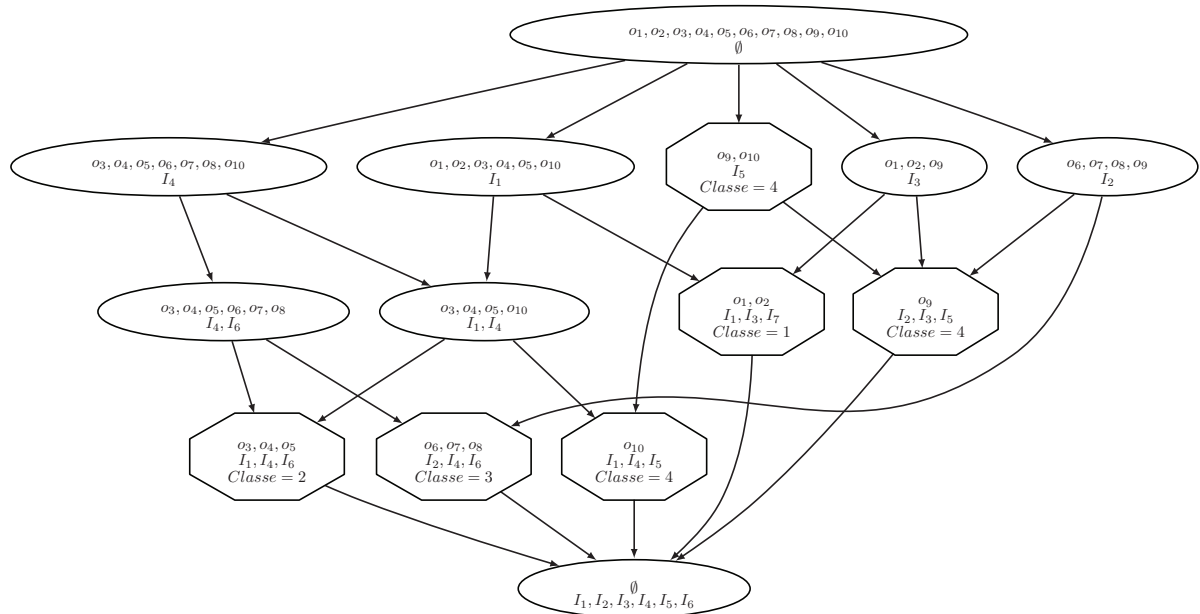 o₁, o₂, o₃, o₄, o₅, o₆, o₇, o₈, o₉, o₁₀
∅
o₃, o₄, o₅, o₆, o₇, o₈, o₁₀
I₄
o₁, o₂, o₃, o₄, o₅, o₁₀
I₁
o₉, o₁₀
I₅
Classe = 4
o₁, o₂, o₉
I₃
o₆, o₇, o₈, o₉
I₂
o₃, o₄, o₅, o₆, o₇, o₈
I₄, I₆
o₃, o₄, o₅, o₁₀
I₁, I₄
o₁, o₂
I₁, I₃, I₇
Classe = 1
o₉
I₂, I₃, I₅
Classe = 4
o₃, o₄, o₅
I₁, I₄, I₆
Classe = 2
o₆, o₇, o₈
I₂, I₄, I₆
Classe = 3
o₁₀
I₁, I₄, I₅
Classe = 4
∅
I₁, I₂, I₃, I₄, I₅, I₆